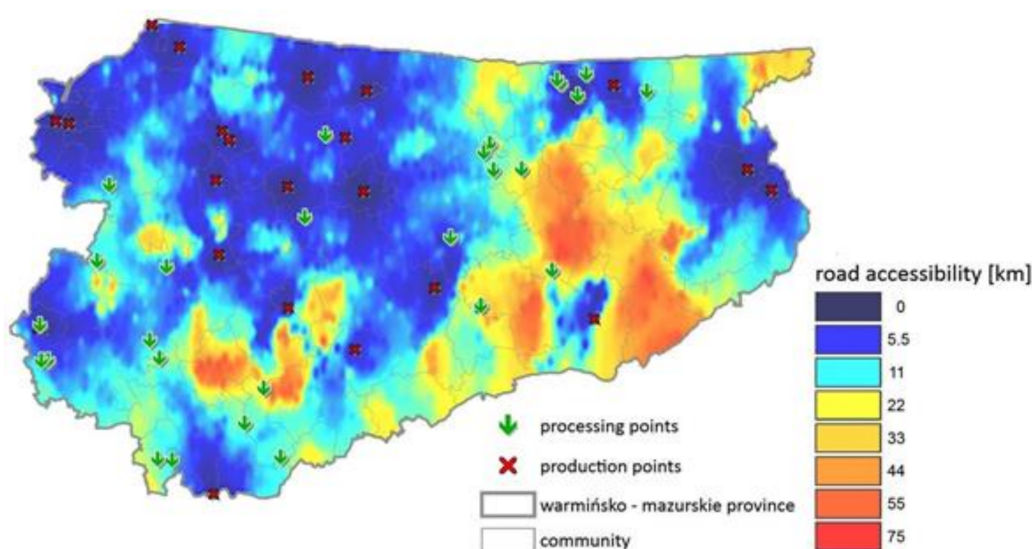 road accessibility [km]
0
5.5
11
22
33
44
55
75
processing points
production points
warmińsko - mazurskie province
community